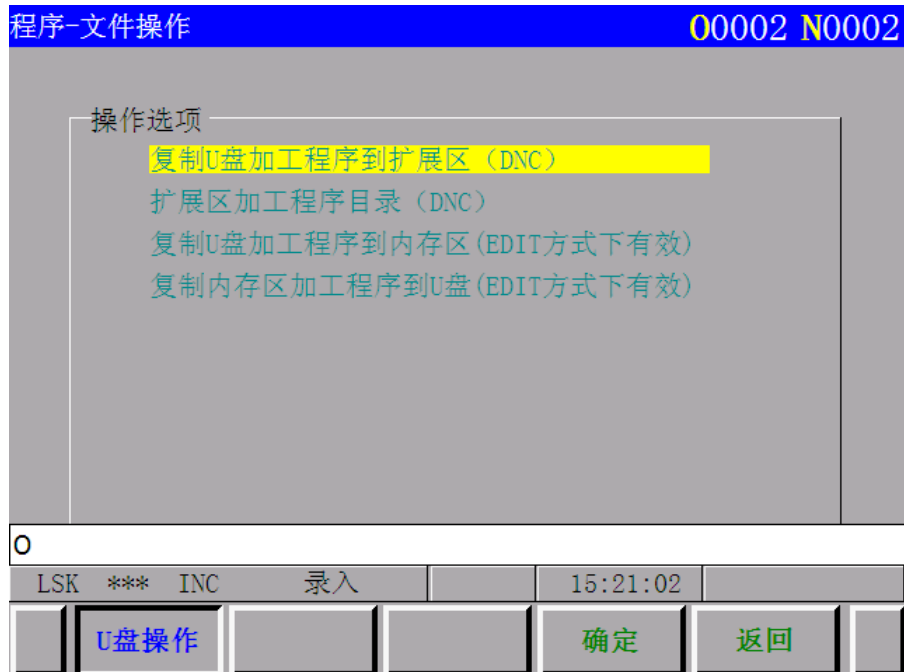 程序-文件操作 O0002 N0002
操作选项
复制U盘加工程序到扩展区（DNC）
扩展区加工程序目录（DNC）
复制U盘加工程序到内存区(EDIT方式下有效)
复制内存区加工程序到U盘(EDIT方式下有效)
O
LSK *** INC 录入 15:21:02
U盘操作 确定 返回